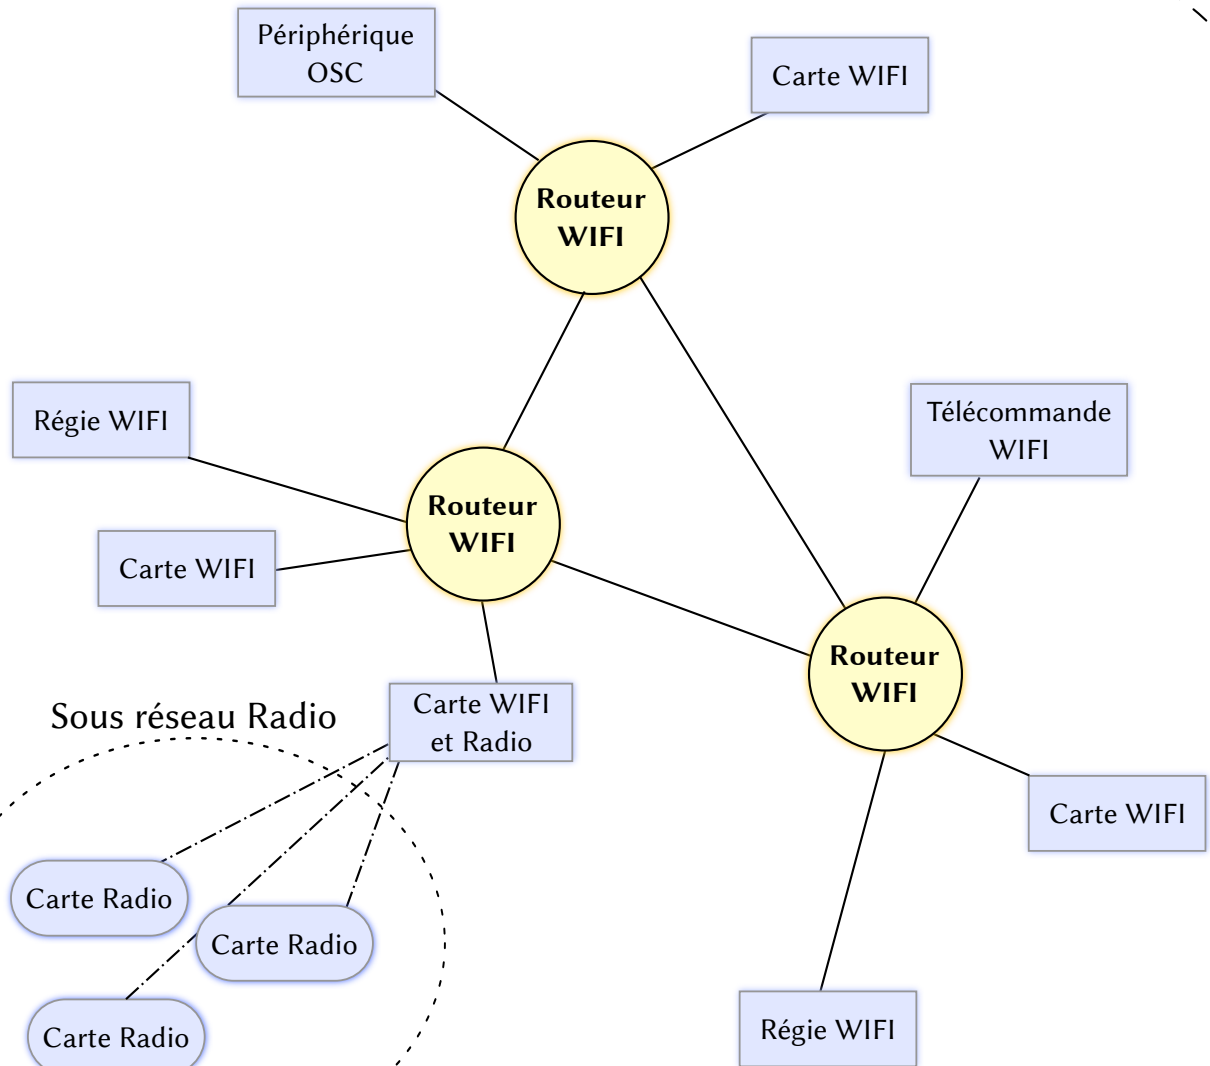 Périphérique
OSC
Carte WIFI
Routeur
WIFI
Régie WIFI
Télécommande
WIFI
Routeur
WIFI
Carte WIFI
Routeur
WIFI
Sous réseau Radio
Carte WIFI
et Radio
Carte WIFI
Carte Radio
Carte Radio
Carte Radio
Régie WIFI